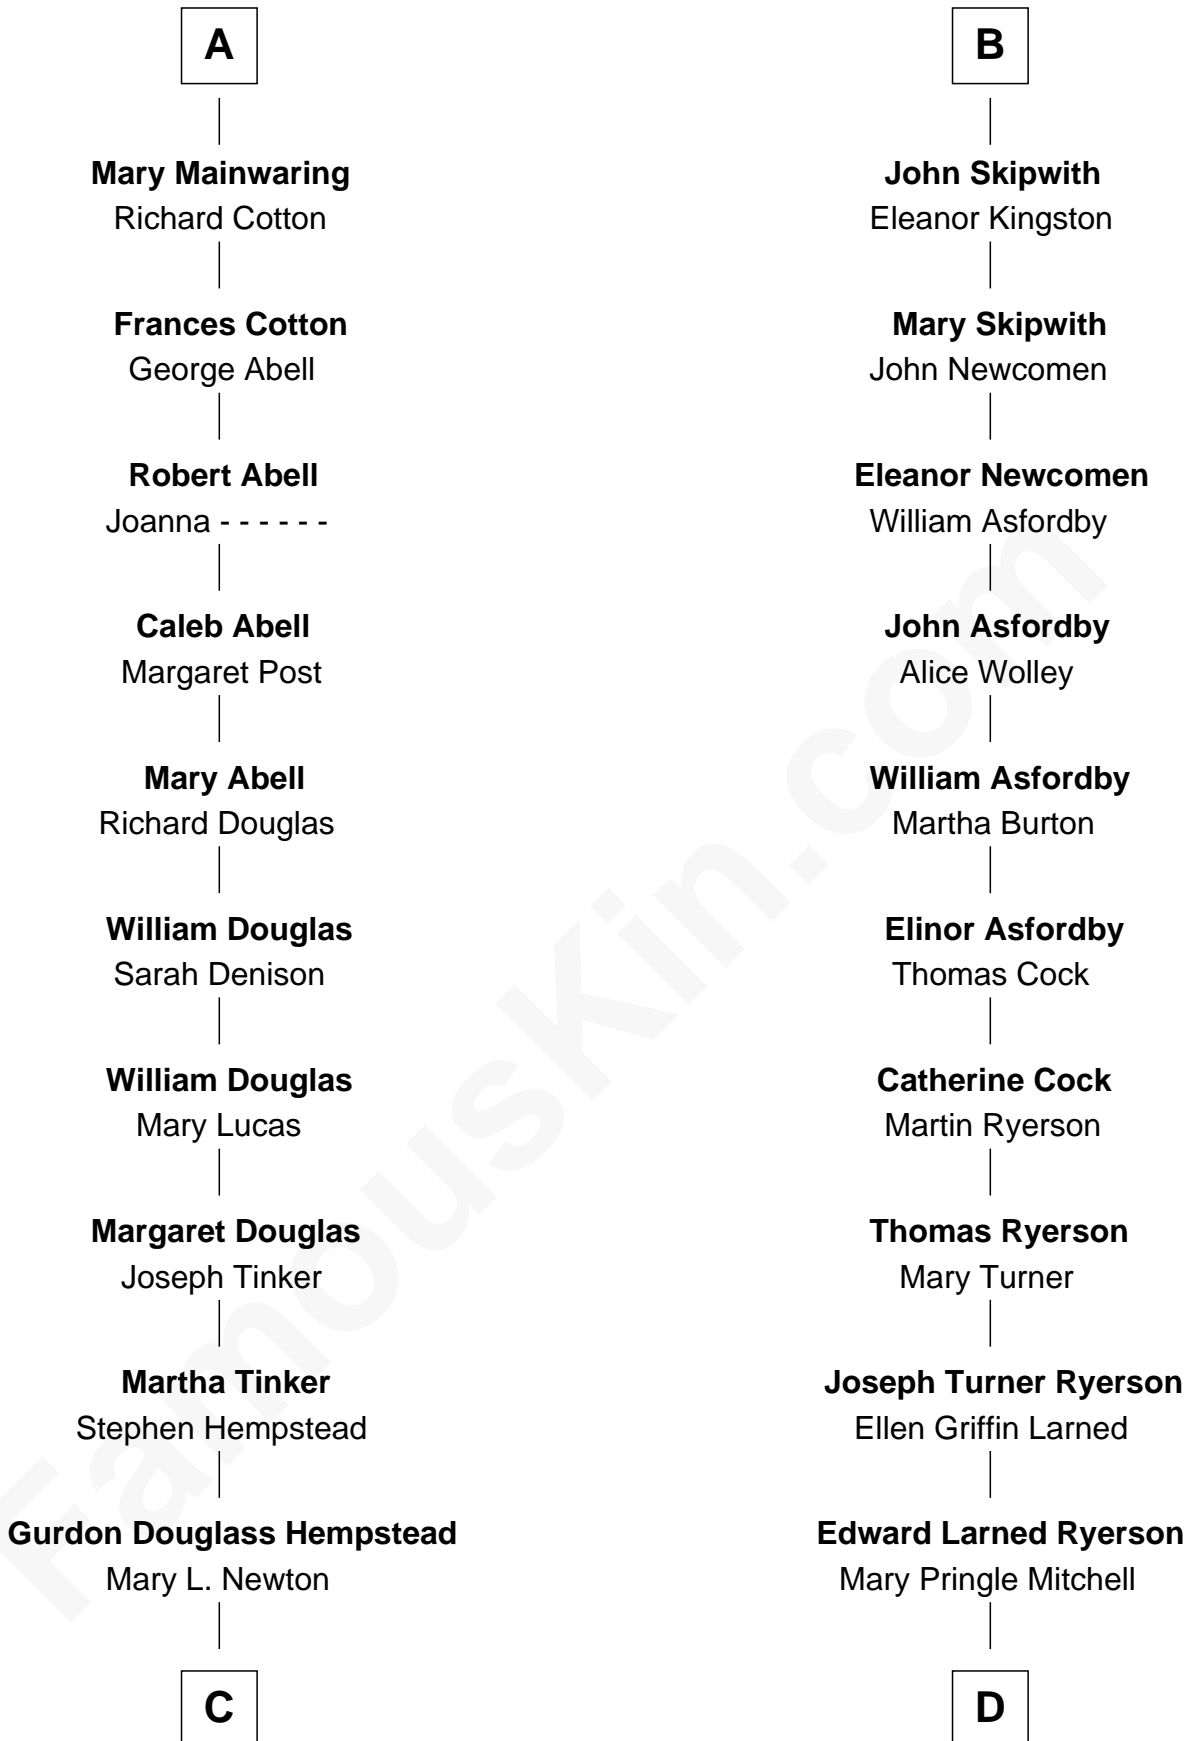 A
Mary Mainwaring
Richard Cotton
Frances Cotton
George Abell
Robert Abell
Joanna - - - - - -
Caleb Abell
Margaret Post
Mary Abell
Richard Douglas
William Douglas
Sarah Denison
William Douglas
Mary Lucas
Margaret Douglas
Joseph Tinker
Martha Tinker
Stephen Hempstead
Gurdon Douglass Hempstead
Mary L. Newton
C
B
John Skipwith
Eleanor Kingston
Mary Skipwith
John Newcomen
Eleanor Newcomen
William Asfordby
John Asfordby
Alice Wolley
William Asfordby
Martha Burton
Elinor Asfordby
Thomas Cock
Catherine Cock
Martin Ryerson
Thomas Ryerson
Mary Turner
Joseph Turner Ryerson
Ellen Griffin Larned
Edward Larned Ryerson
Mary Pringle Mitchell
D
FamousKin.com